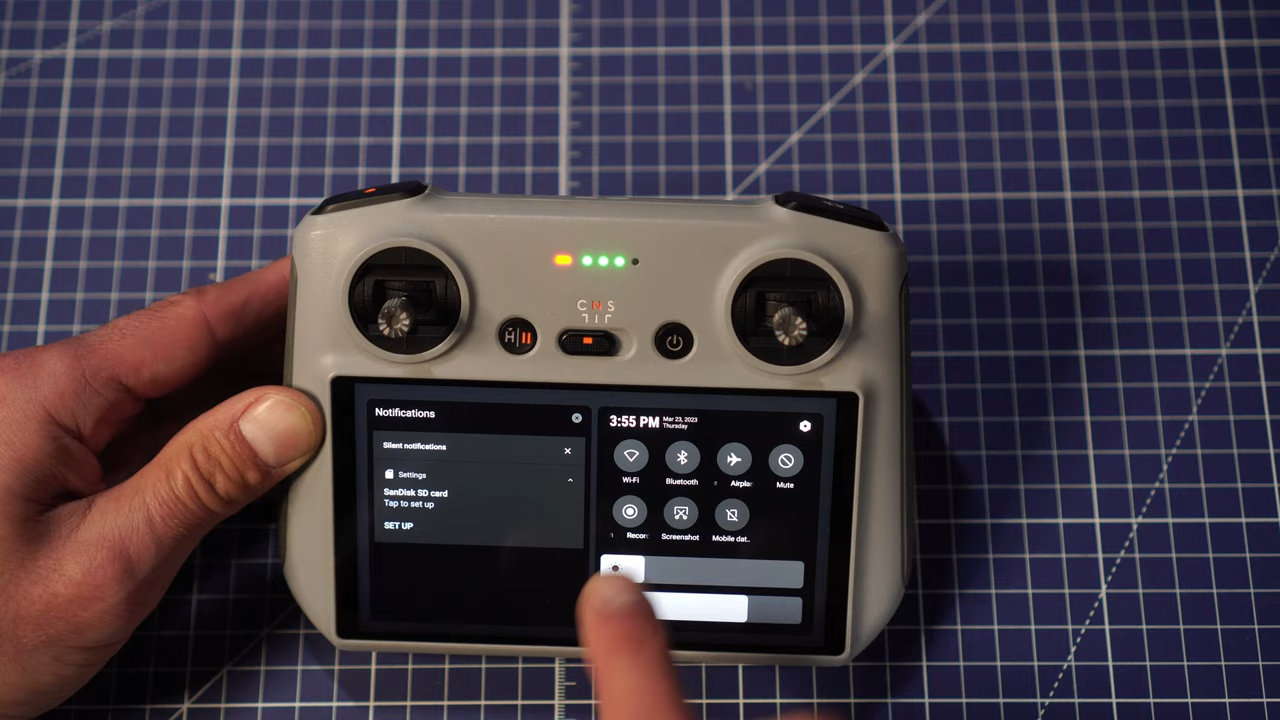 C N S
H
Notifications
Silent notifications
Settings
SanDisk SD card
Tap to set up
SET UP
3:55 PM
Mar 23, 2023
Thursday
Wi-Fi
Bluetooth
Airplar
Mute
Recorc
Screenshot
Mobile dat..